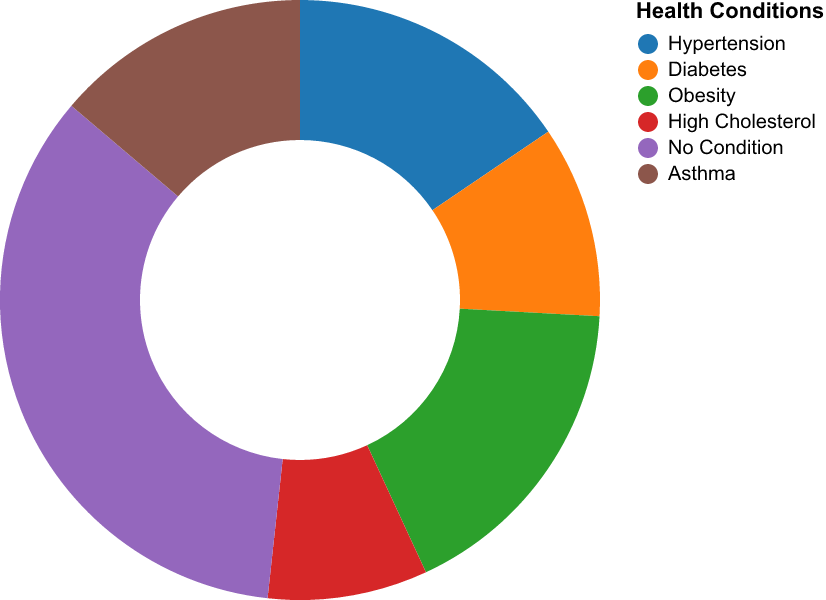 Health Conditions
Hypertension
Diabetes
Obesity
High Cholesterol
No Condition
Asthma